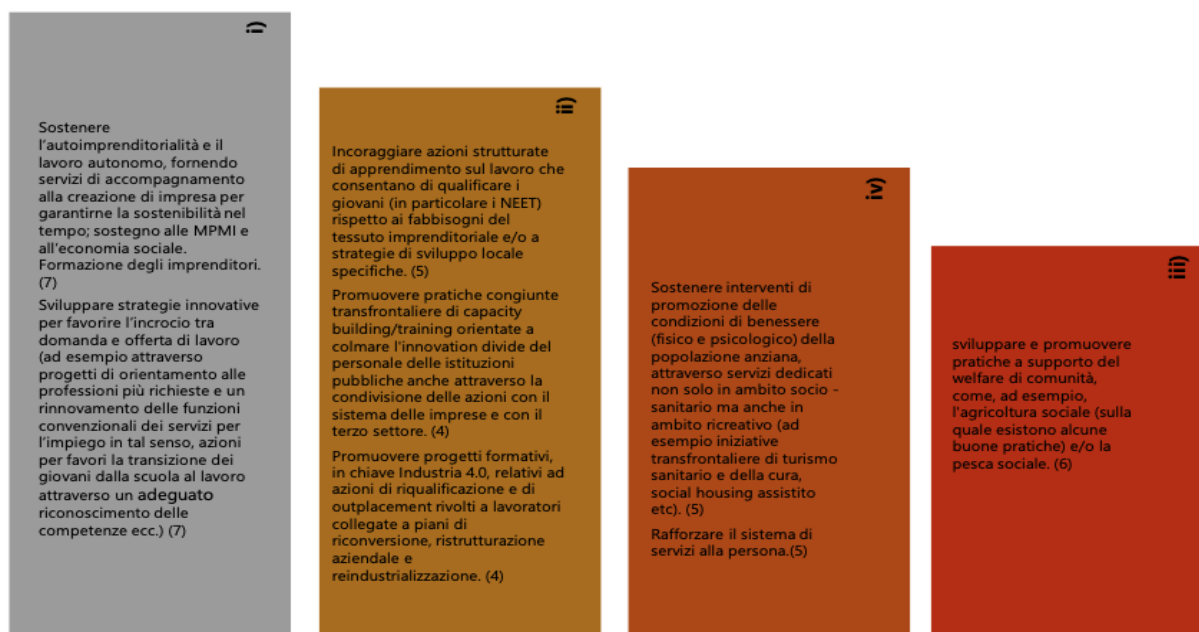 i)
Sostenere
l'autoimprenditorialità e il
lavoro autonomo, fornendo
servizi di accompagnamento
alla creazione di impresa per
garantirne la sostenibilità nel
tempo; sostegno alle MPMI e
all'economia sociale.
Formazione degli imprenditori.
(7)
Sviluppare strategie innovative
per favorire l'incrocio tra
domanda e offerta di lavoro
(ad esempio attraverso
progetti di orientamento alle
professioni più richieste e un
rinnovamento delle funzioni
convenzionali dei servizi per
l'impiego in tal senso, azioni
per favori la transizione dei
giovani dalla scuola al lavoro
attraverso un adeguato
riconoscimento delle
competenze ecc.) (7)
ii)
Incoraggiare azioni strutturate
di apprendimento sul lavoro che
consentano di qualificare i
giovani (in particolare i NEET)
rispetto ai fabbisogni del
tessuto imprenditoriale e/o a
strategie di sviluppo locale
specifiche. (5)
Promuovere pratiche congiunte
transfrontaliere di capacity
building/training orientate a
colmare l'innovation divide del
personale delle istituzioni
pubbliche anche attraverso la
condivisione delle azioni con il
sistema delle imprese e con il
terzo settore. (4)
Promuovere progetti formativi,
in chiave Industria 4.0, relativi ad
azioni di riqualificazione e di
outplacement rivolti a lavoratori
collegate a piani di
riconversione, ristrutturazione
aziendale e
reindustrializzazione. (4)
iv)
Sostenere interventi di
promozione delle
condizioni di benessere
(fisico e psicologico) della
popolazione anziana,
attraverso servizi dedicati
non solo in ambito socio -
sanitario ma anche in
ambito ricreativo (ad
esempio iniziative
transfrontaliere di turismo
sanitario e della cura,
social housing assistito
etc). (5)
Rafforzare il sistema di
servizi alla persona.(5)
iii)
sviluppare e promuovere
pratiche a supporto del
welfare di comunità,
come, ad esempio,
l'agricoltura sociale (sulla
quale esistono alcune
buone pratiche) e/o la
pesca sociale. (6)